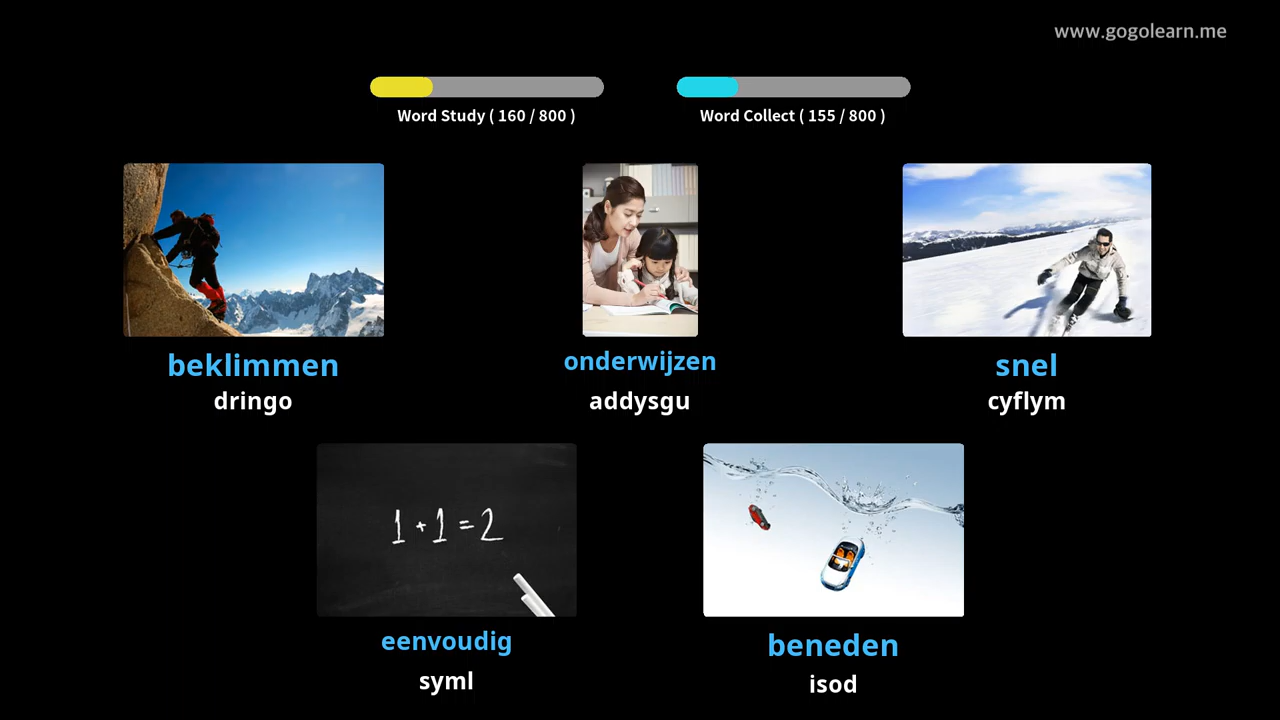 www.gogolearn.me
Word Study ( 160 / 800 )
Word Collect ( 155 / 800 )
beklimmen
dringo
onderwijzen
addysgu
snel
cyflym
1 + 1 = 2
eenvoudig
syml
beneden
isod